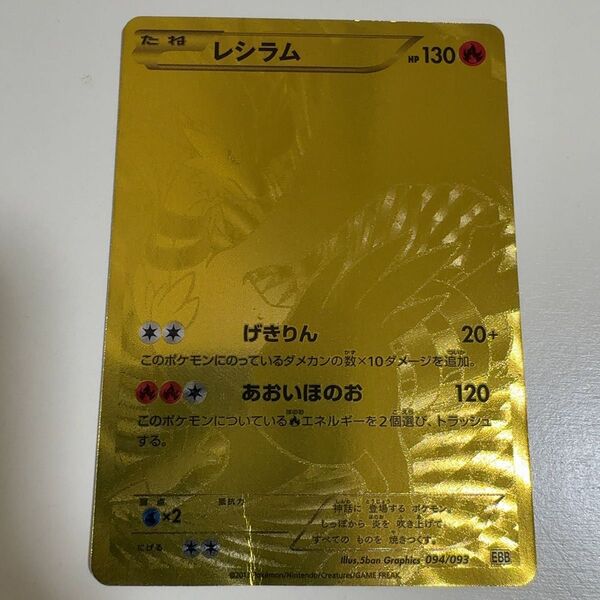 たね レシラム HP130
げきりん 20+
このポケモンにのっているダメカンの数×10ダメージを追加。
あおいほのお 120
このポケモンについている エネルギーを2個選び、トラッシュ
する。
弱点 抵抗力
×2
にげる
神話に 登場する ポケモン。
しっぽから 炎を 吹き上げて
すべての ものを 焼きつくす。
Illus.5ban Graphics 094/093 EBB
Pokémon/Nintendo/Creatures/GAME FREAK.